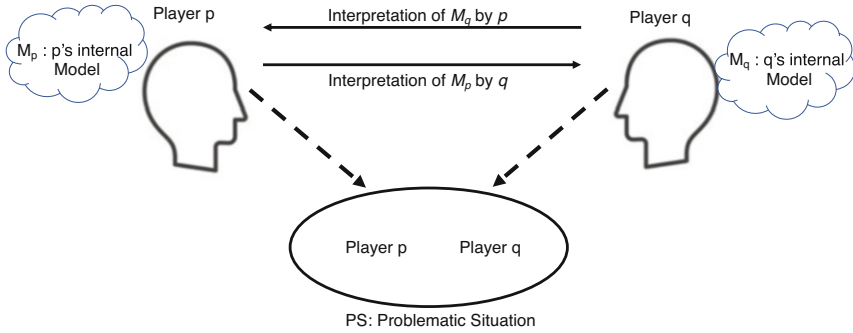 Player p
Interpretation of Mq by p
Player q
Mp : p's internal
Model
Interpretation of Mp by q
Mq : q's internal
Model
Player p
Player q
PS: Problematic Situation